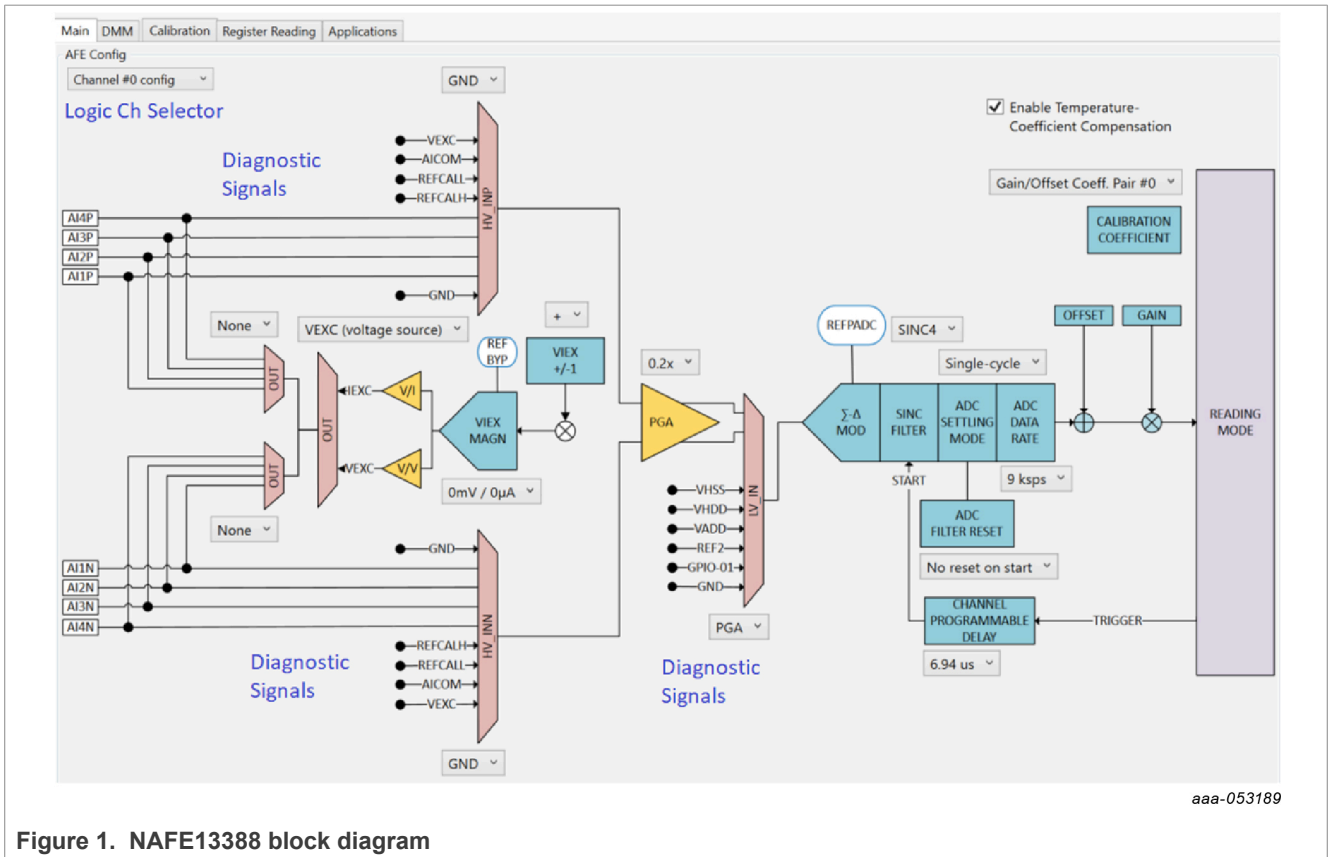 Main DMM Calibration Register Reading Applications
AFE Config
Channel #0 config
GND
Logic Ch Selector
Enable Temperature-
Coefficient Compensation
Diagnostic
Signals
VEXC
AICOM
REFCALL
REFCALH
HV_INP
Gain/Offset Coeff. Pair #0
CALIBRATION
COEFFICIENT
AI4P
AI3P
AI2P
AI1P
GND
None
VEXC (voltage source)
+
REF
BYP
VIEX
+/-1
OUT
OUT
IEXC
V/I
VIEX
MAGN
VEXC
V/V
OUT
None
0mV / 0µA
0.2x
PGA
REFPADC
SINC4
Single-cycle
OFFSET
GAIN
Σ-Δ
MOD
SINC
FILTER
ADC
SETTLING
MODE
ADC
DATA
RATE
READING
MODE
START
9 ksps
ADC
FILTER RESET
No reset on start
CHANNEL
PROGRAMMABLE
DELAY
TRIGGER
6.94 us
VHSS
VHDD
VADD
REF2
GPIO-01
GND
LV_IN
PGA
Diagnostic
Signals
GND
AI1N
AI2N
AI3N
AI4N
HV_INN
REFCALH
REFCALL
AICOM
VEXC
Diagnostic
Signals
GND
aaa-053189
Figure 1. NAFE13388 block diagram